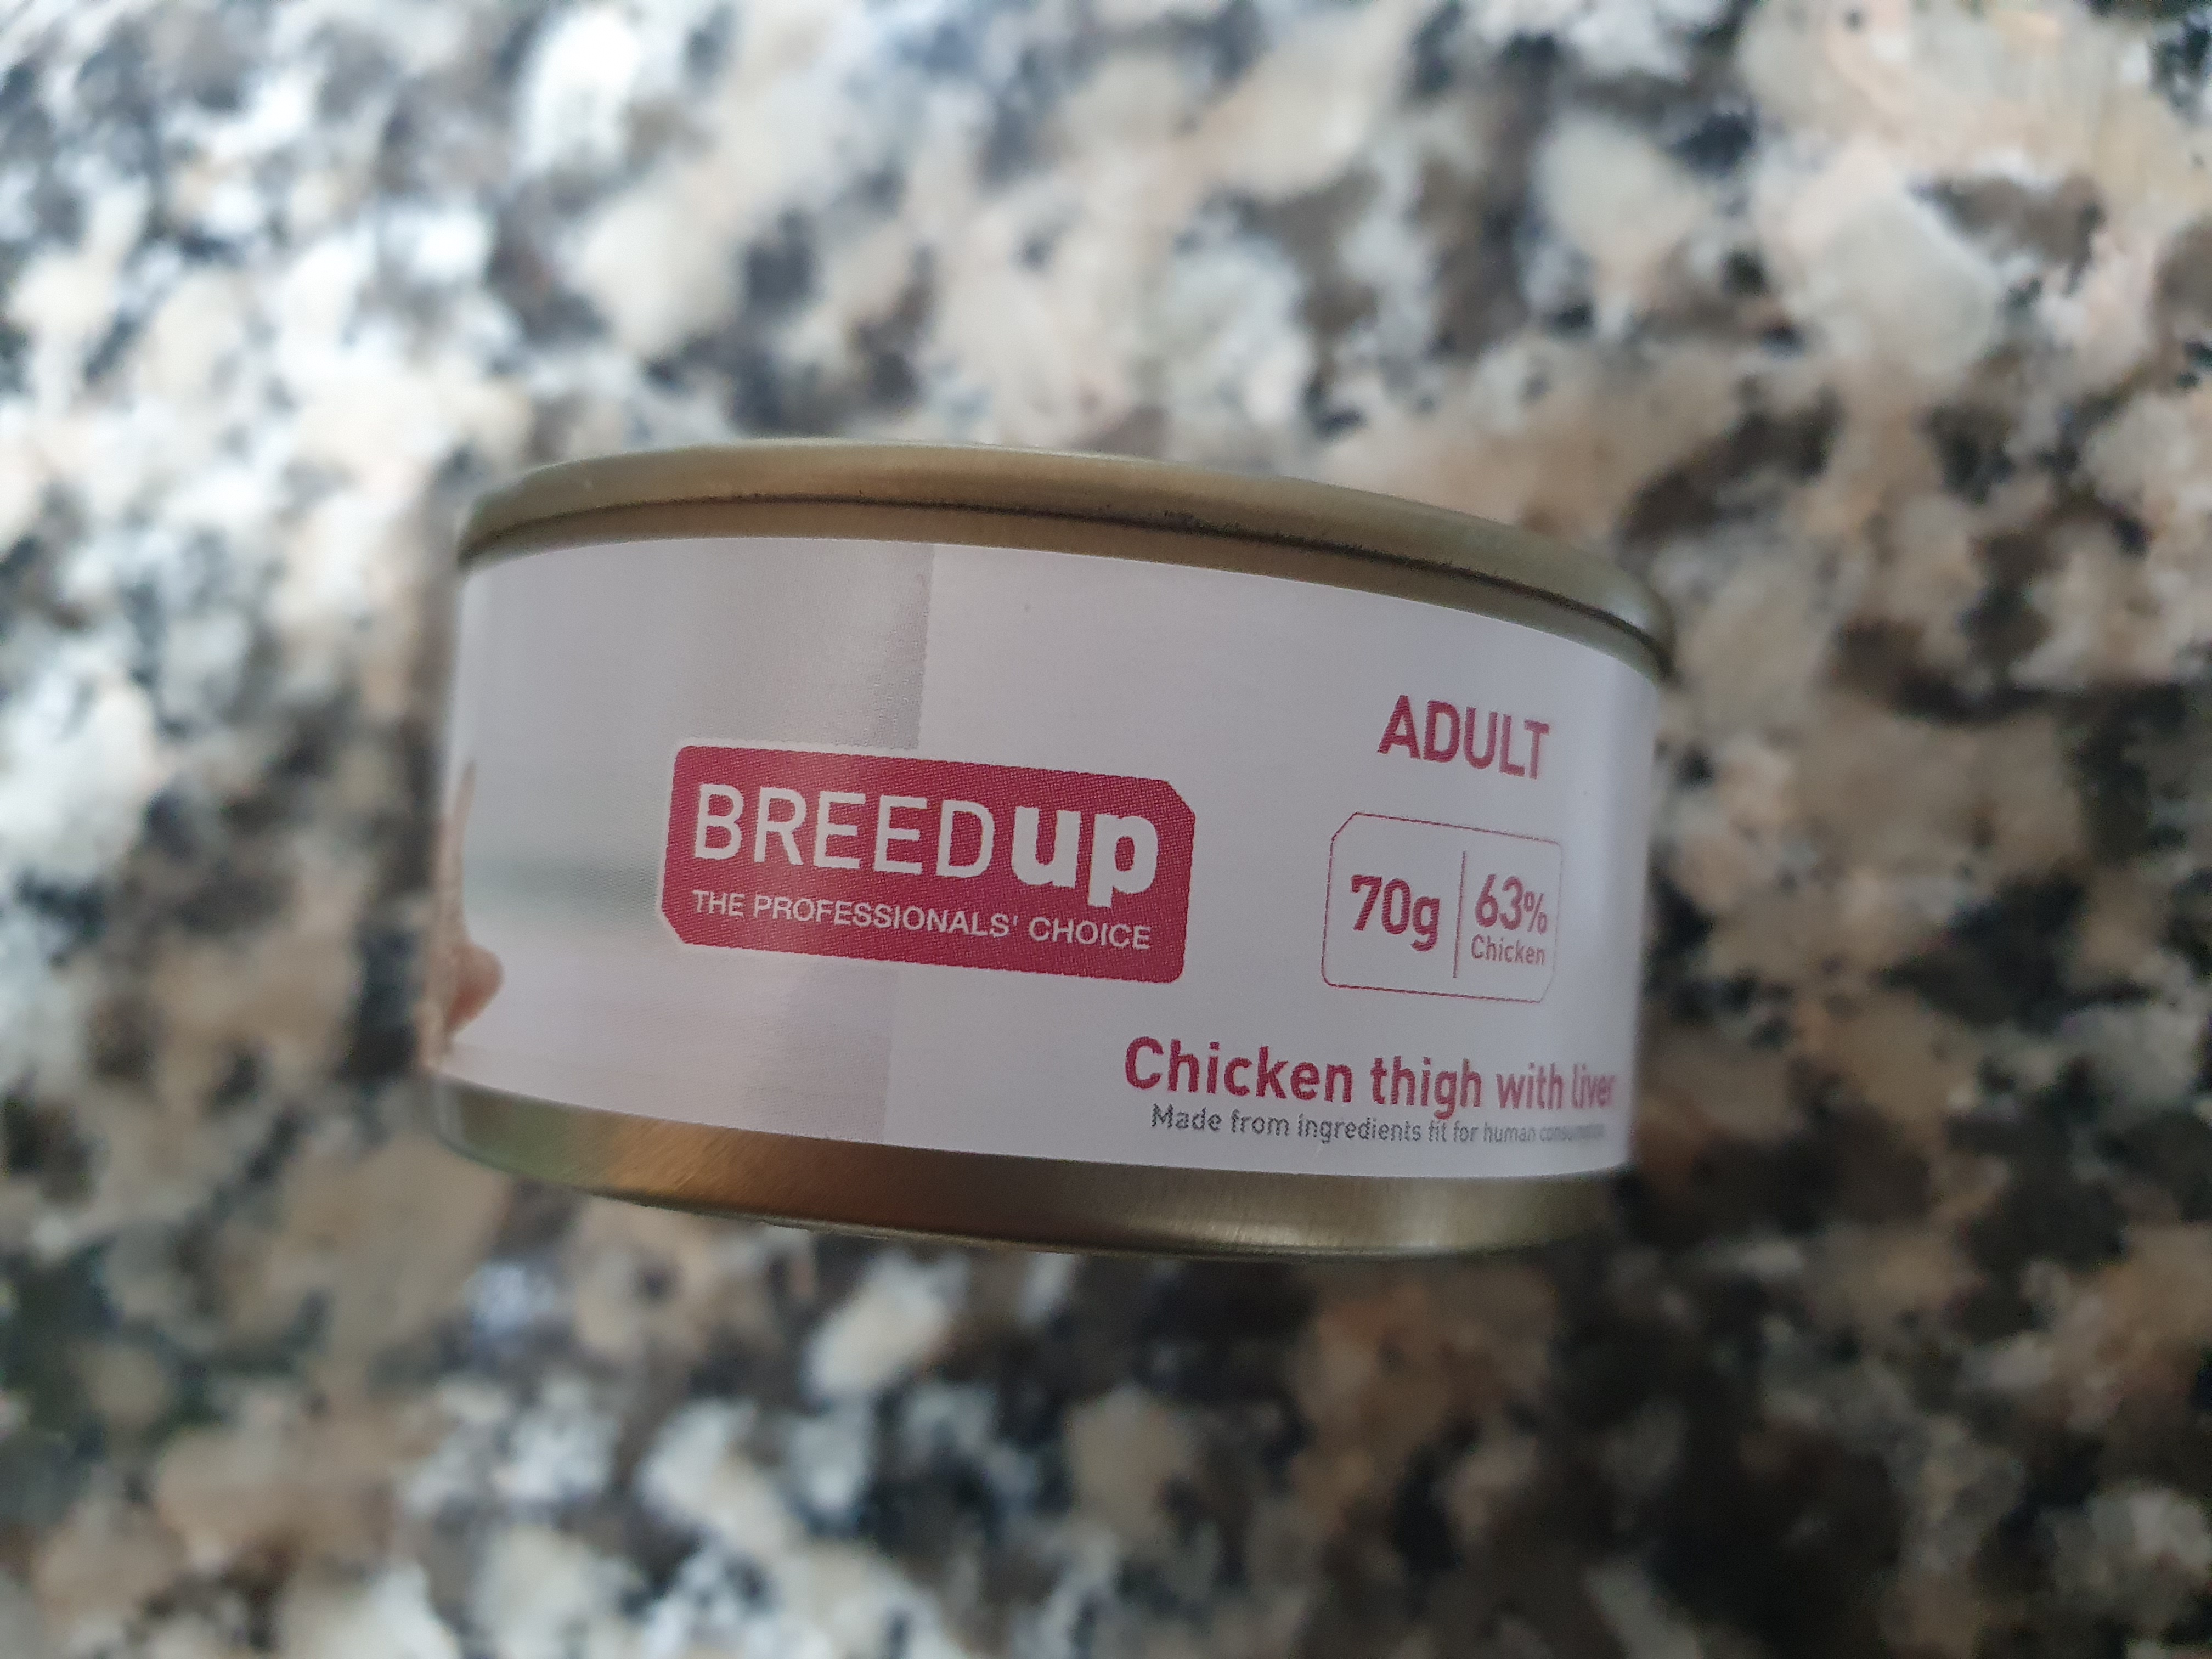 BREEDup
THE PROFESSIONALS' CHOICE
ADULT
70g
63%
Chicken
Chicken thigh with liver
Made from ingredients fit for human